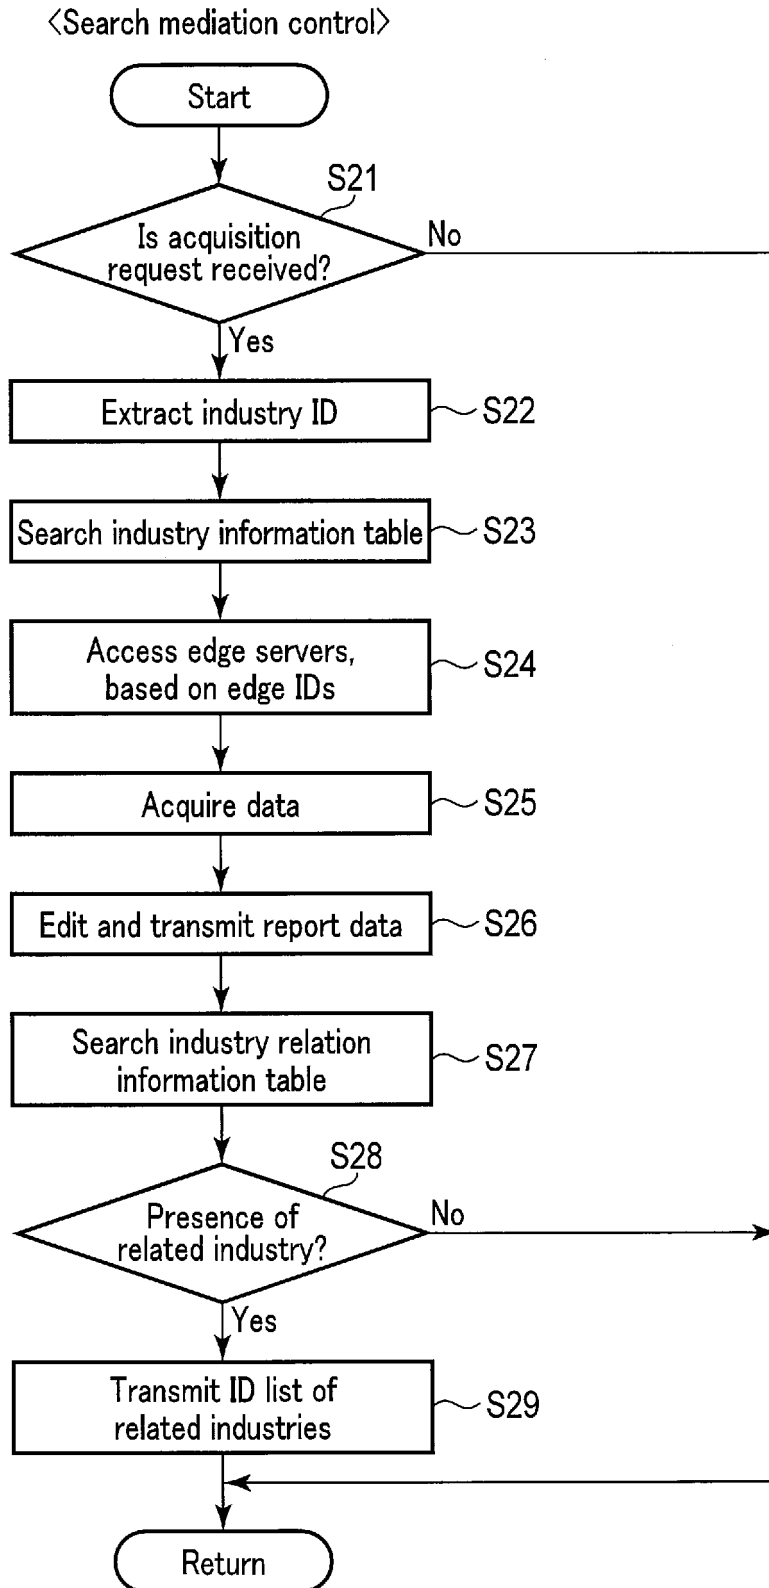 〈Search mediation control〉
Start
S21
Is acquisition
request received?
No
Yes
Extract industry ID
S22
Search industry information table
S23
Access edge servers,
based on edge IDs
S24
Acquire data
S25
Edit and transmit report data
S26
Search industry relation
information table
S27
S28
Presence of
related industry?
No
Yes
Transmit ID list of
related industries
S29
Return